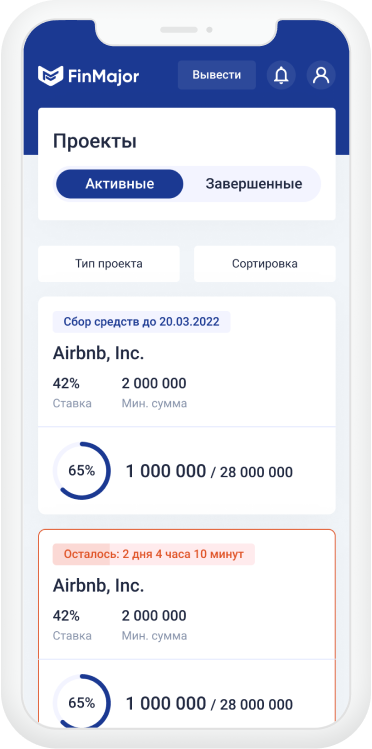 FinMajor
Вывести
Проекты
Активные
Завершенные
Тип проекта
Сортировка
Сбор средств до 20.03.2022
Airbnb, Inc.
42%
2 000 000
Ставка
Мин. сумма
65%
1 000 000 / 28 000 000
Осталось: 2 дня 4 часа 10 минут
Airbnb, Inc.
42%
2 000 000
Ставка
Мин. сумма
65%
1 000 000 / 28 000 000